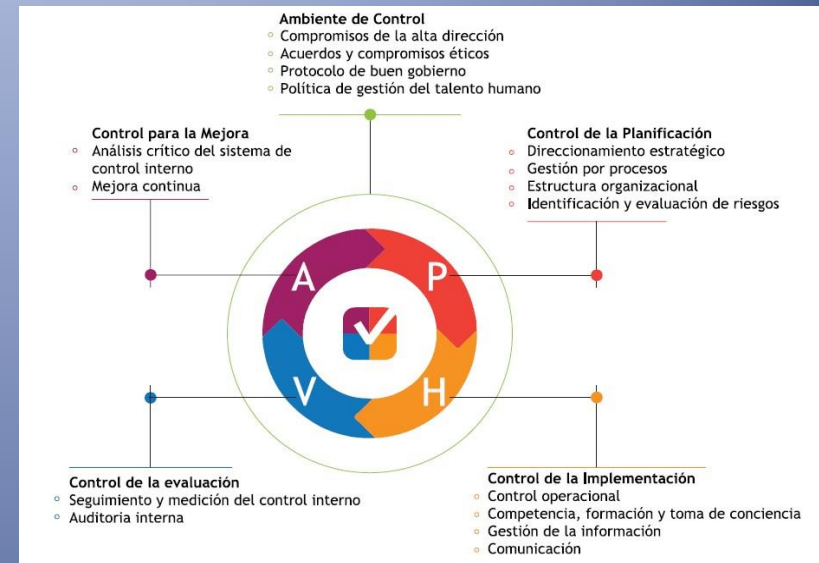 Ambiente de Control
Compromisos de la alta dirección
Acuerdos y compromisos éticos
Protocolo de buen gobierno
Política de gestión del talento humano
Control para la Mejora
Análisis crítico del sistema de
control interno
Mejora continua
Control de la Planificación
Direccionamiento estratégico
Gestión por procesos
Estructura organizacional
Identificación y evaluación de riesgos
A
P
V
H
Control de la evaluación
Seguimiento y medición del control interno
Auditoria interna
Control de la Implementación
Control operacional
Competencia, formación y toma de conciencia
Gestión de la información
Comunicación